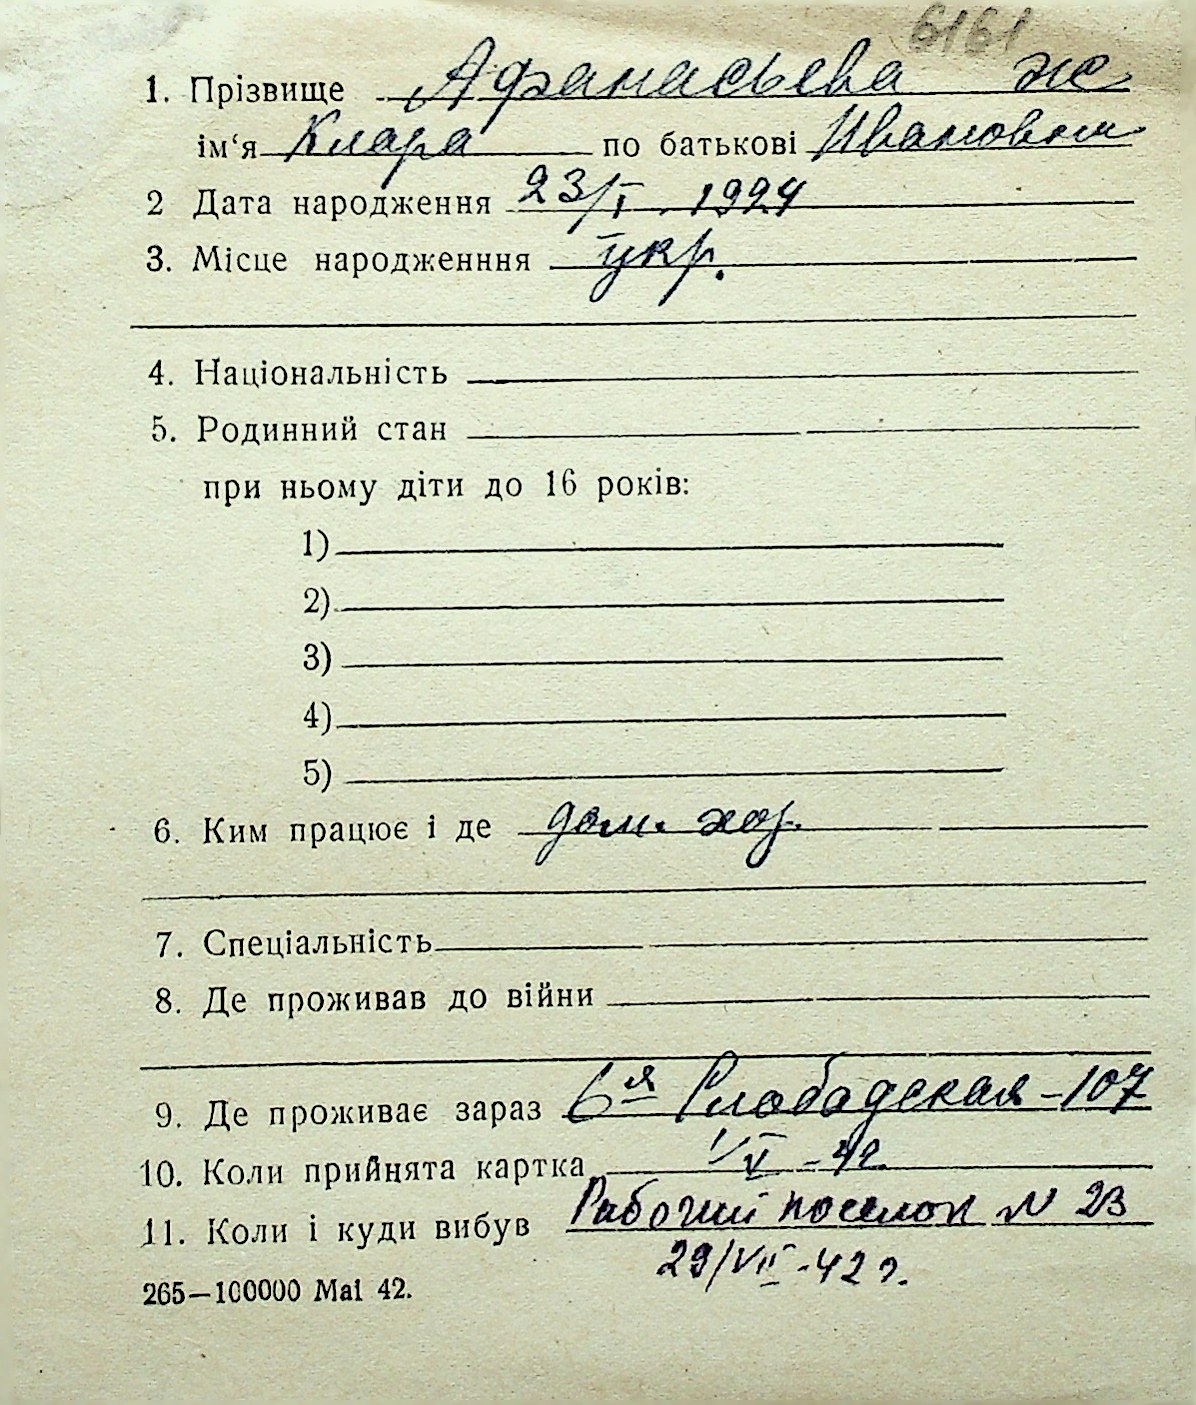 6161
1. Прізвище Афанасьева ж
ім‘я Клара по батькові Ивановна
2 Дата народження 23/I. 1924
3. Місце народженння укр.
4. Національність
5. Родинний стан
при ньому діти до 16 років:
1)
2)
3)
4)
5)
6. Ким працює і де дом. хоз.
7. Спеціальність
8. Де проживав до війни
9. Де проживає зараз 6я Слободская-107
10. Коли прийнята картка 1/V-42
11. Коли і куди вибув Рабочий поселок N 23
29/VII-42 г.
265—100000 Mai 42.